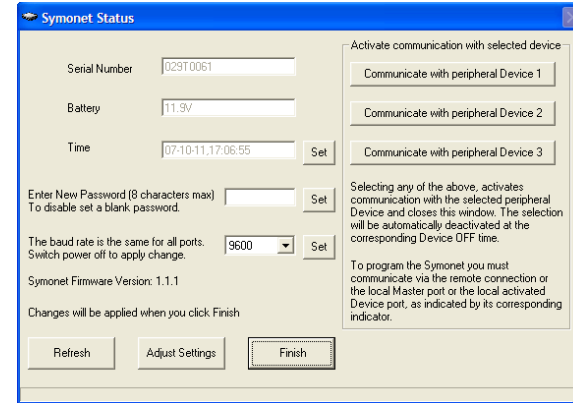 Symonet Status
Serial Number 029T0061
Battery 11.9V
Time 07-10-11,17:06:55 Set
Enter New Password (8 characters max)
To disable set a blank password.
Set
The baud rate is the same for all ports.
Switch power off to apply change.
9600 Set
Symonet Firmware Version: 1.1.1
Changes will be applied when you click Finish
Refresh Adjust Settings Finish
Activate communication with selected device
Communicate with peripheral Device 1
Communicate with peripheral Device 2
Communicate with peripheral Device 3
Selecting any of the above, activates
communication with the selected peripheral
Device and closes this window. The selection
will be automatically deactivated at the
corresponding Device OFF time.
To program the Symonet you must
communicate via the remote connection or
the local Master port or the local activated
Device port, as indicated by its corresponding
indicator.